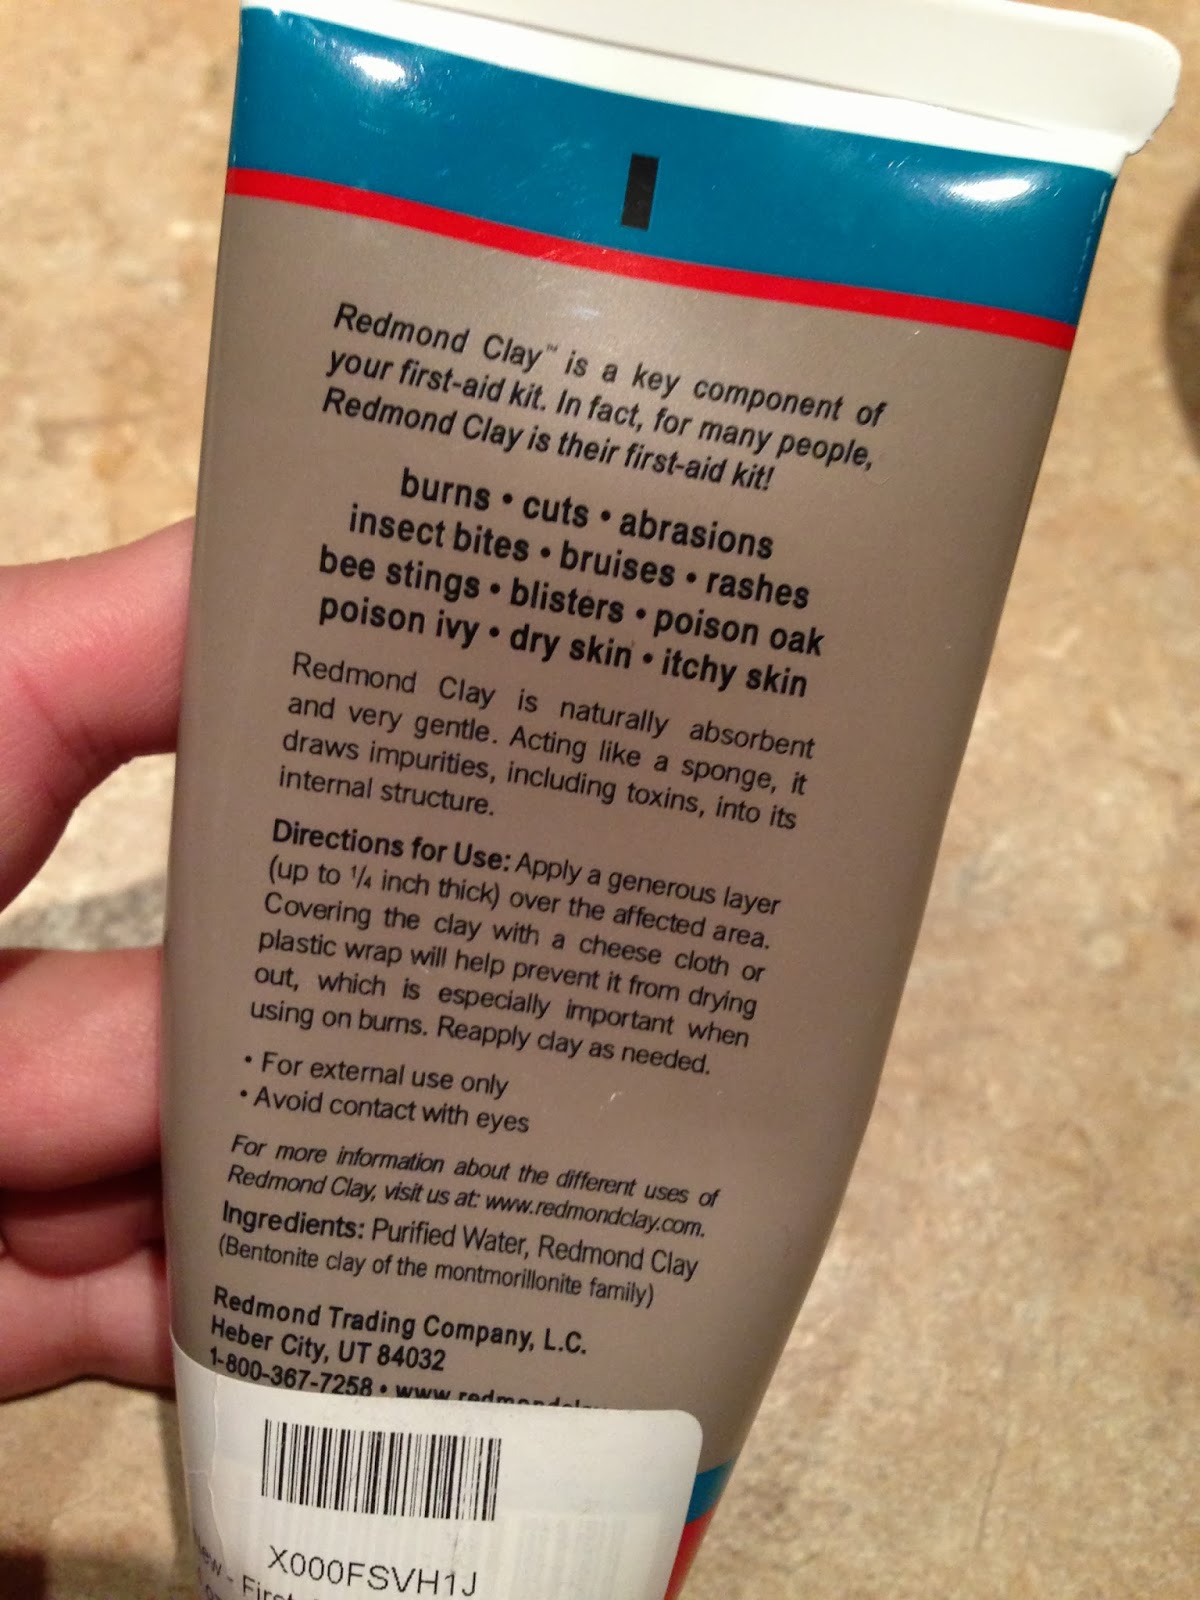 Redmond Clay™ is a key component of
your first-aid kit. In fact, for many people,
Redmond Clay is their first-aid kit!
burns • cuts • abrasions
insect bites • bruises • rashes
bee stings • blisters • poison oak
poison ivy • dry skin • itchy skin
Redmond Clay is naturally absorbent
and very gentle. Acting like a sponge, it
draws impurities, including toxins, into its
internal structure.
Directions for Use: Apply a generous layer
(up to ¼ inch thick) over the affected area.
Covering the clay with a cheese cloth or
plastic wrap will help prevent it from drying
out, which is especially important when
using on burns. Reapply clay as needed.
• For external use only
• Avoid contact with eyes
For more information about the different uses of
Redmond Clay, visit us at: www.redmondclay.com.
Ingredients: Purified Water, Redmond Clay
(Bentonite clay of the montmorillonite family)
Redmond Trading Company, L.C.
Heber City, UT 84032
1-800-367-7258 •
X000FSVH1J